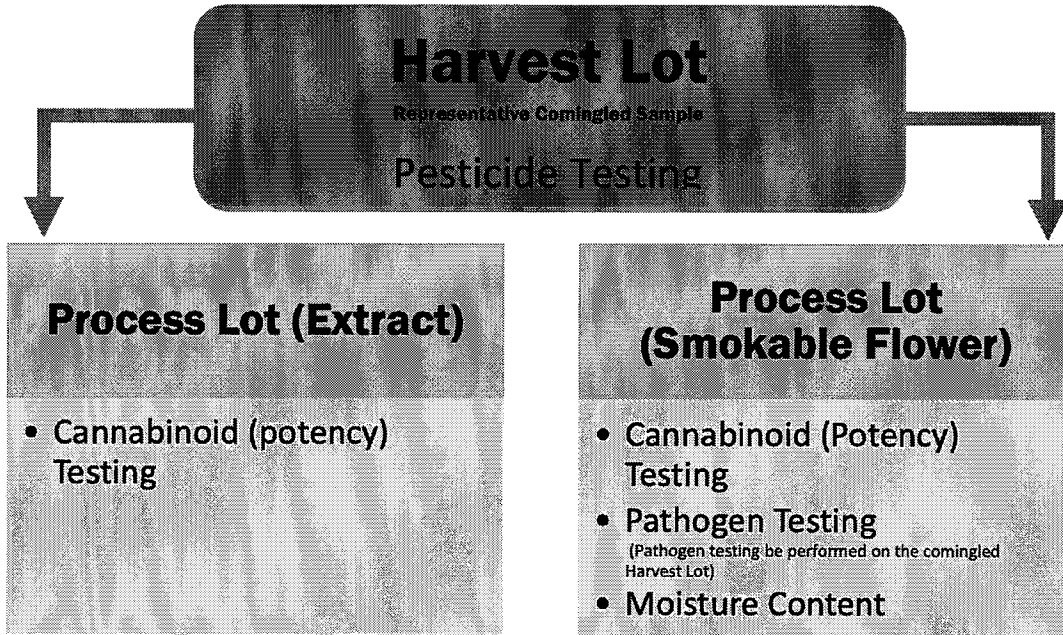 Harvest Lot
Representative Comingled Sample
Pesticide Testing
Process Lot (Extract)
• Cannabinoid (potency)
Testing
Process Lot
(Smokable Flower)
• Cannabinoid (Potency)
Testing
• Pathogen Testing
(Pathogen testing be performed on the comingled
Harvest Lot)
• Moisture Content